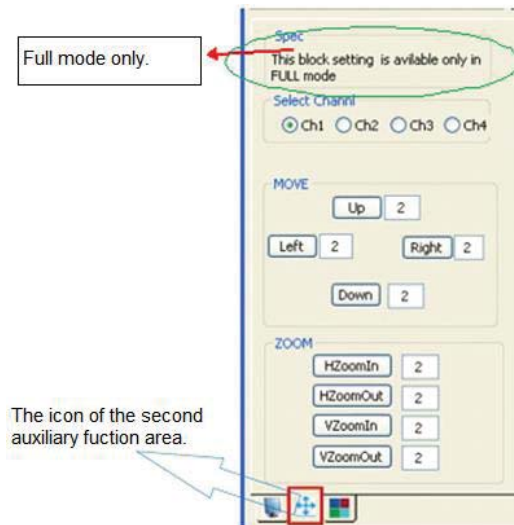 Full mode only.
Spec
This block setting is avilable only in
FULL mode
Select Channl
Ch1 Ch2 Ch3 Ch4
MOVE
Up 2
Left 2 Right 2
Down 2
ZOOM
HZoomIn 2
HZoomOut 2
VZoomIn 2
VZoomOut 2
The icon of the second
auxiliary fuction area.